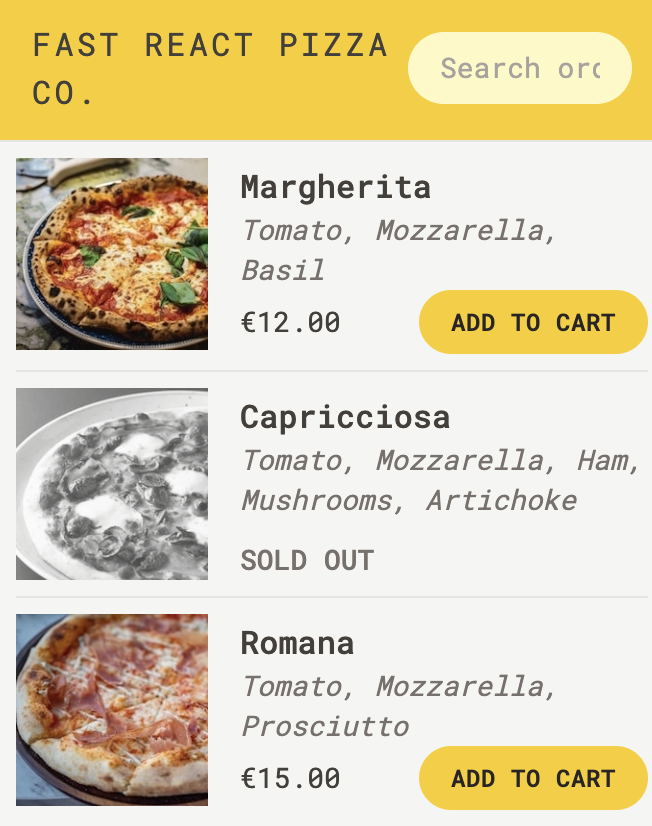 FAST REACT PIZZA
CO.
Search
Margherita
Tomato, Mozzarella,
Basil
€12.00
ADD TO CART
Capricciosa
Tomato, Mozzarella, Ham,
Mushrooms, Artichoke
SOLD OUT
Romana
Tomato, Mozzarella,
Prosciutto
€15.00
ADD TO CART